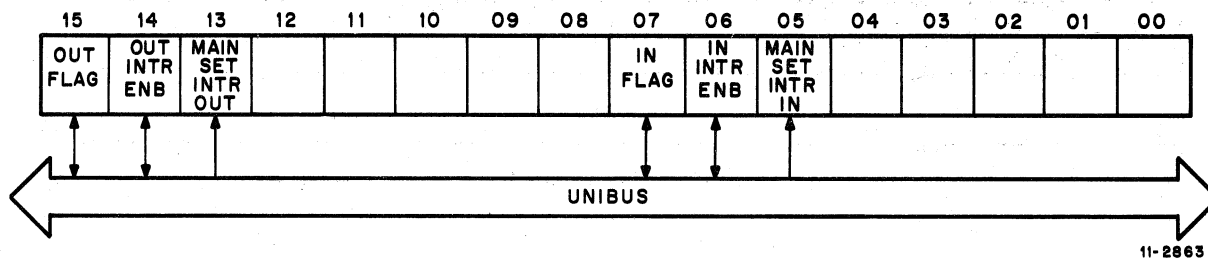 15 14 13 12 11 10 09 08 07 06 05 04 03 02 01 00
OUT FLAG
OUT INTR ENB
MAIN SET INTR OUT
IN FLAG
IN INTR ENB
MAIN SET INTR IN
UNIBUS
11-2863